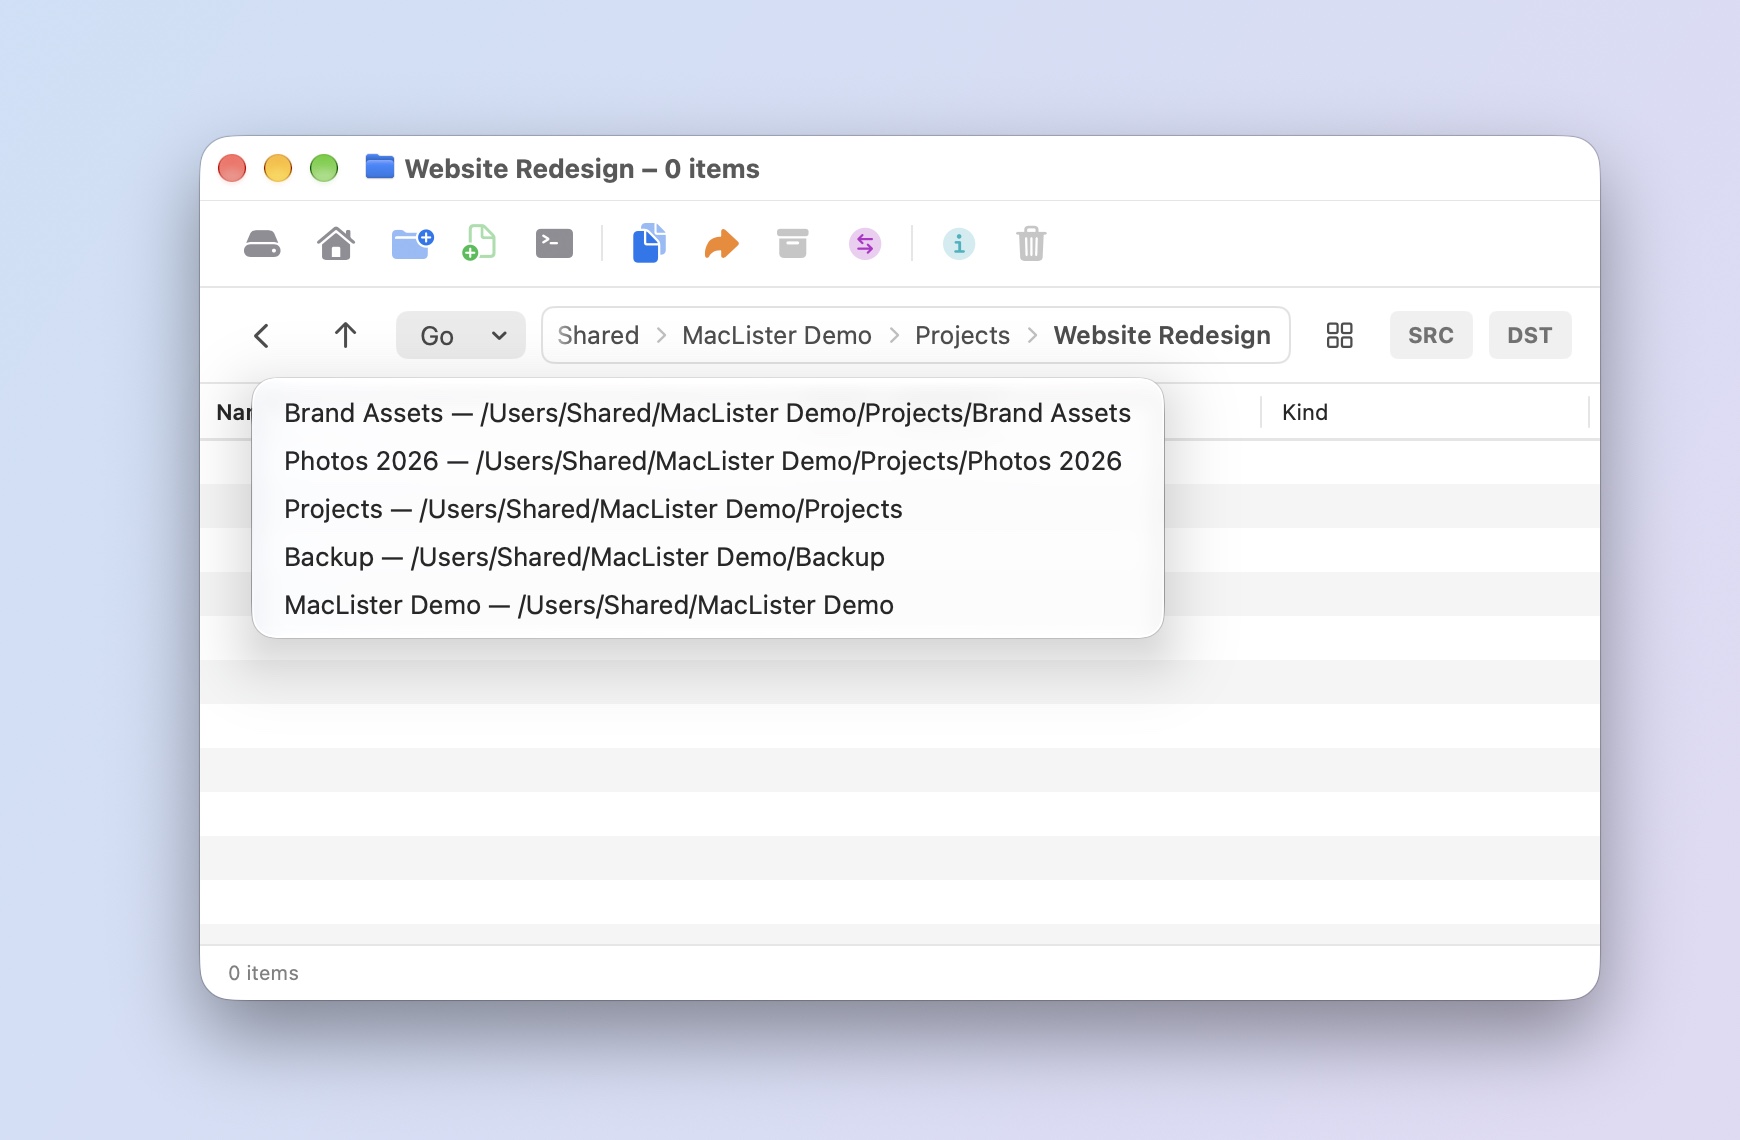 Website Redesign – 0 items
Go
Shared > MacLister Demo > Projects > Website Redesign
SRC
DST
Kind
Brand Assets — /Users/Shared/MacLister Demo/Projects/Brand Assets
Photos 2026 — /Users/Shared/MacLister Demo/Projects/Photos 2026
Projects — /Users/Shared/MacLister Demo/Projects
Backup — /Users/Shared/MacLister Demo/Backup
MacLister Demo — /Users/Shared/MacLister Demo
0 items